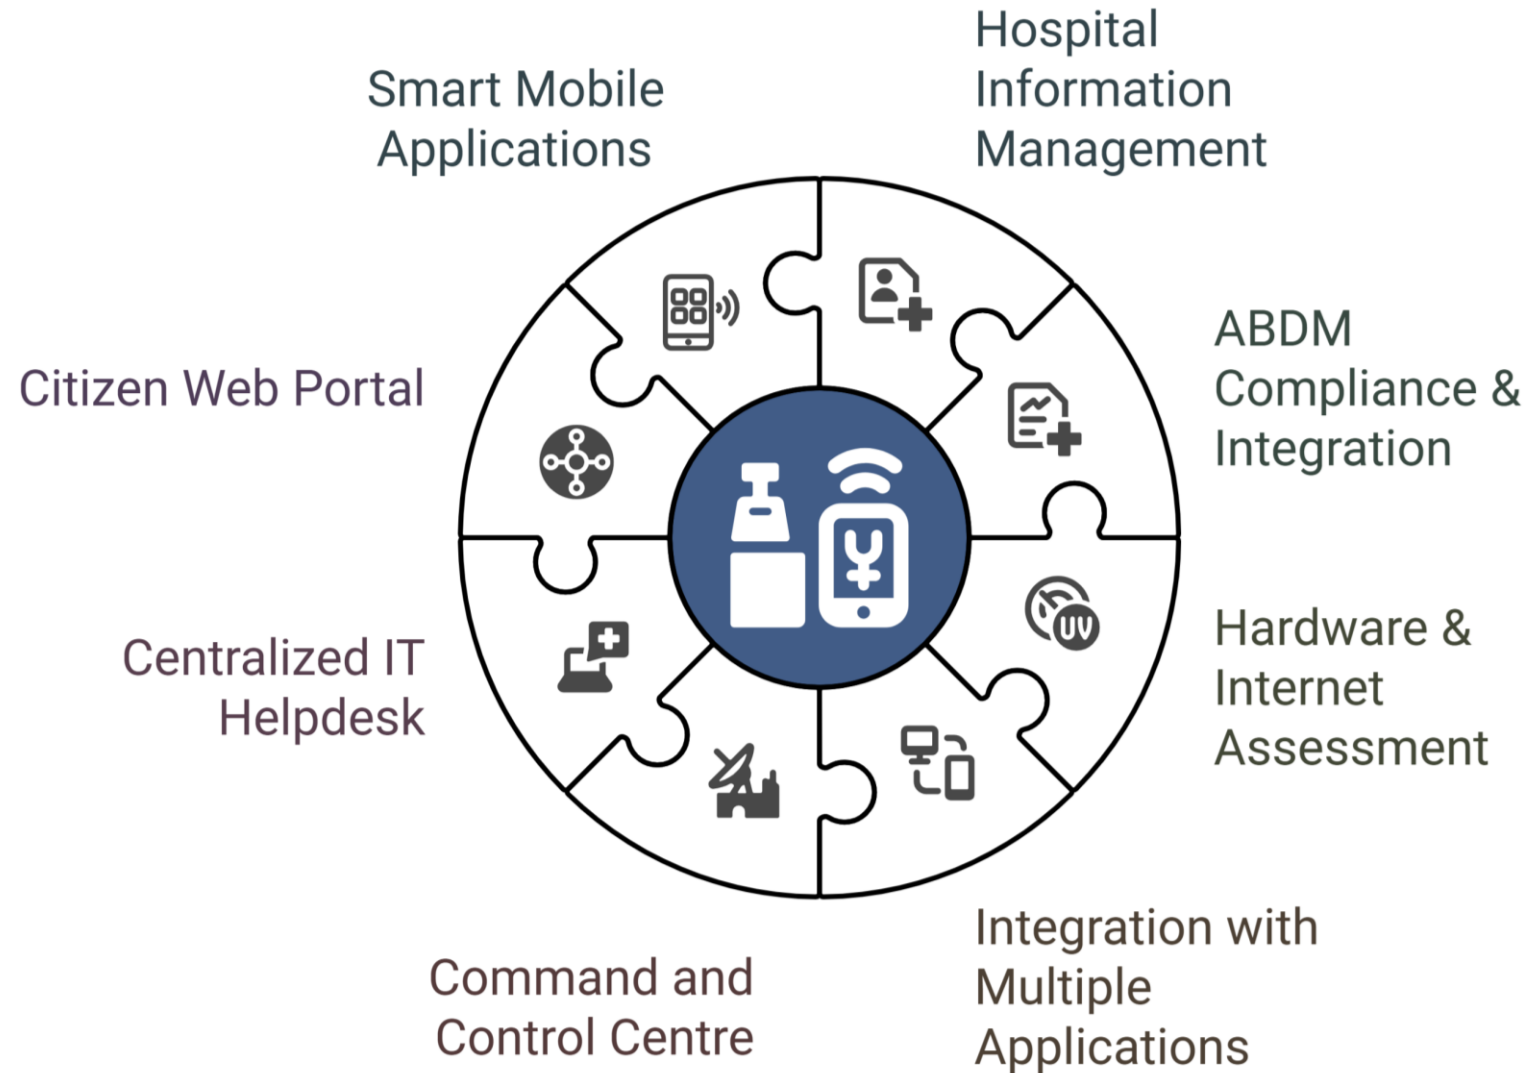 Hospital
Information
Management
Smart Mobile
Applications
ABDM
Compliance &
Integration
Citizen Web Portal
UV
Hardware &
Internet
Assessment
Centralized IT
Helpdesk
Integration with
Multiple
Applications
Command and
Control Centre